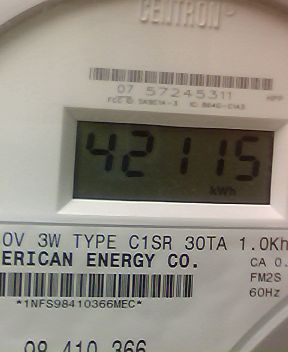 CENTRON
07 57245311
42115
kWh
0V 3W TYPE C1SR 30TA 1.0Kh
ERICAN ENERGY CO.
CA 0.
FM2S
60Hz
*1NFS98410366MEC*
98 410 366